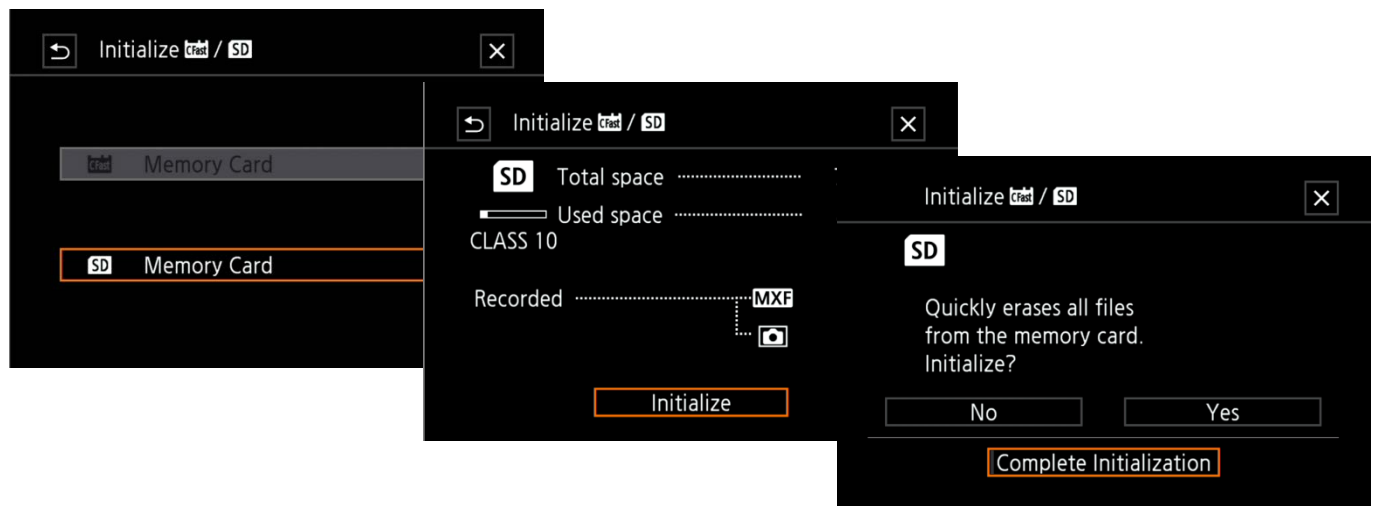 Initialize CFast / SD
CFast Memory Card
SD Memory Card
Initialize CFast / SD
SD Total space
Used space
CLASS 10
Recorded MXF
Initialize
Initialize CFast / SD
SD
Quickly erases all files
from the memory card.
Initialize?
No Yes
Complete Initialization